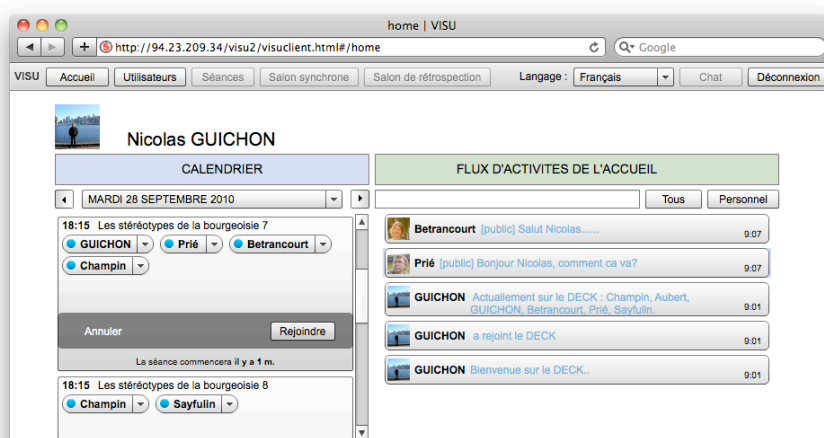 home | VISU
http://94.23.209.34/visu2/visuclient.html#/home
Google
VISU Accueil Utilisateurs Séances Salon synchrone Salon de rétrospection Langage : Français Chat Déconnexion
Nicolas GUICHON
CALENDRIER
MARDI 28 SEPTEMBRE 2010
18:15 Les stéréotypes de la bourgeoisie 7
GUICHON Prié Betrancourt
Champin
Annuler Rejoindre
La séance commencera il y a 1 m.
18:15 Les stéréotypes de la bourgeoisie 8
Champin Sayfulin
FLUX D'ACTIVITES DE L'ACCUEIL
Tous Personnel
Betrancourt [public] Salut Nicolas...... 9:07
Prié [public] Bonjour Nicolas, comment ca va? 9:07
GUICHON Actuallement sur le DECK : Champin, Aubert,
GUICHON, Betrancourt, Prié, Sayfulin. 9:01
GUICHON a rejoint le DECK 9:01
GUICHON Bienvenue sur le DECK.. 9:01